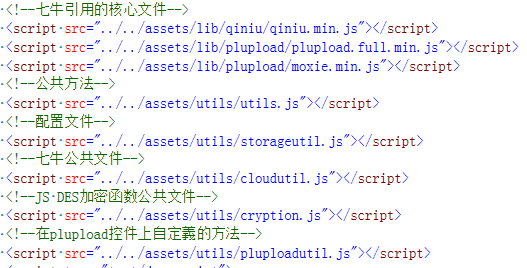 <!--七牛引用的核心文件-->
<script src="../../assets/lib/qiniu/qiniu.min.js"></script>
<script src="../../assets/lib/plupload/plupload.full.min.js"></script>
<script src="../../assets/lib/plupload/moxie.min.js"></script>
<!--公共方法-->
<script src="../../assets/utils/utils.js"></script>
<!--配置文件-->
<script src="../../assets/utils/storageutil.js"></script>
<!--七牛公共文件-->
<script src="../../assets/utils/cloudutil.js"></script>
<!--JS DES加密函数公共文件-->
<script src="../../assets/utils/cryption.js"></script>
<!--在plupload控件上自定義的方法-->
<script src="../../assets/utils/pluploadutil.js"></script>